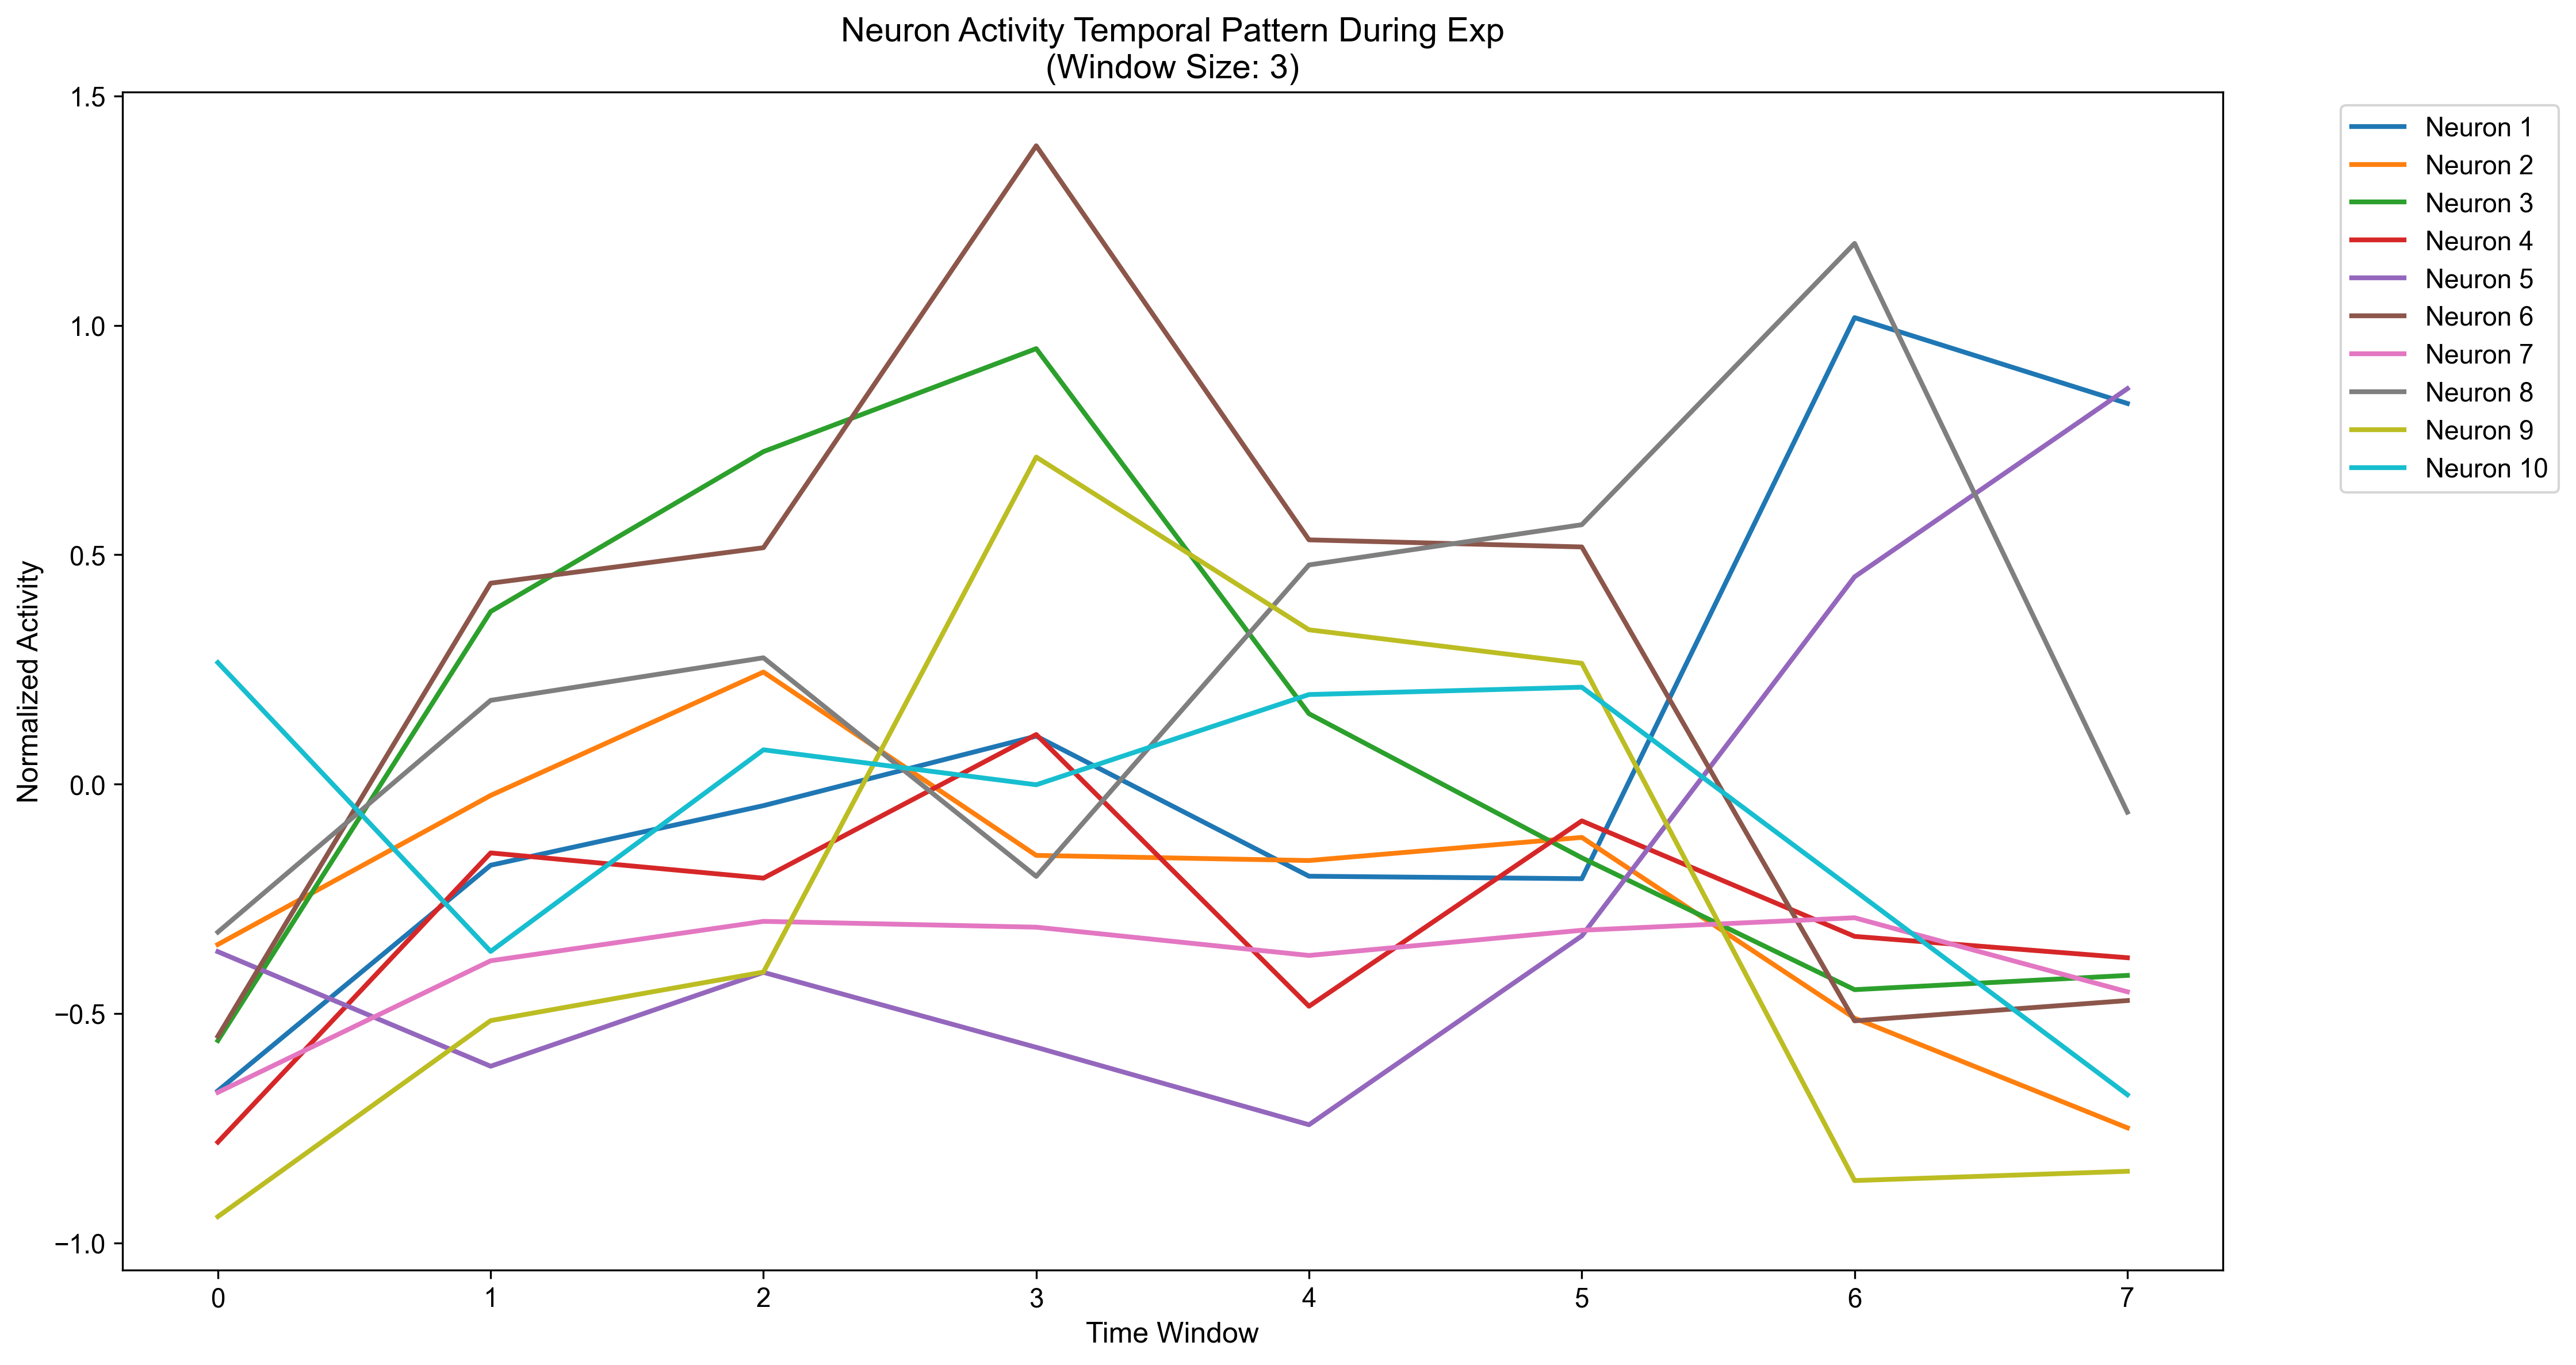 Neuron Activity Temporal Pattern During Exp
(Window Size: 3)
Normalized Activity
1.5
1.0
0.5
0.0
−0.5
−1.0
0 1 2 3 4 5 6 7
Time Window
Neuron 1
Neuron 2
Neuron 3
Neuron 4
Neuron 5
Neuron 6
Neuron 7
Neuron 8
Neuron 9
Neuron 10